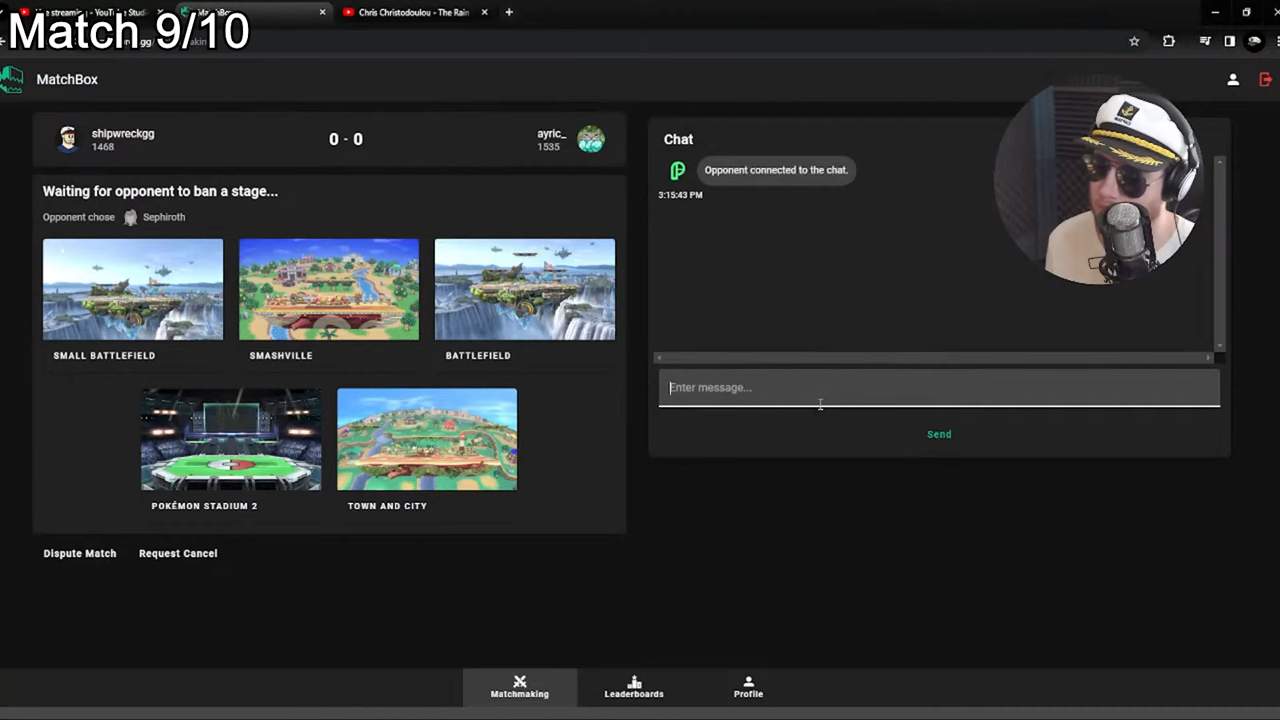 Chris Christodoulou - The Rain
Match 9/10
MatchBox
shipwreckgg
1468
0 - 0
ayric_
1535
Waiting for opponent to ban a stage...
Opponent chose Sephiroth
SMALL BATTLEFIELD
SMASHVILLE
BATTLEFIELD
POKÉMON STADIUM 2
TOWN AND CITY
Dispute Match
Request Cancel
Chat
Opponent connected to the chat.
3:15:43 PM
Enter message...
Send
Matchmaking
Leaderboards
Profile